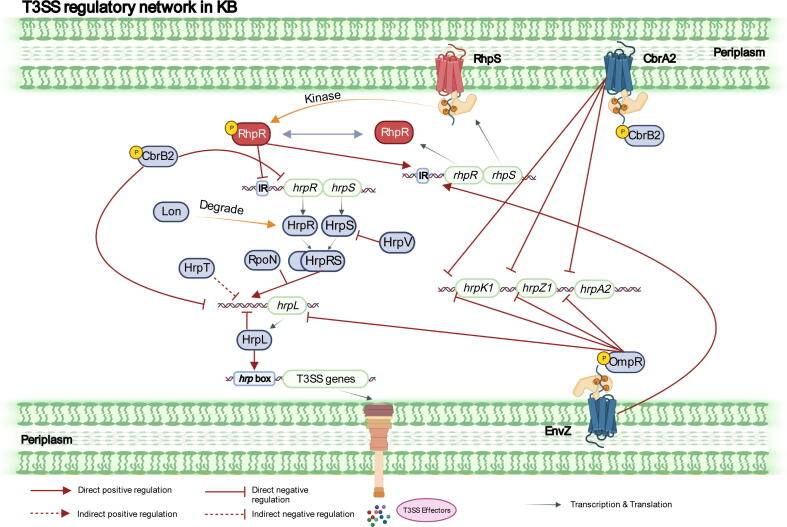 T3SS regulatory network in KB
Periplasm
RhpS
CbrA2
Kinase
P
RhpR
RhpR
P
CbrB2
P
CbrB2
IR
rhpR
rhpS
IR
hrpR
hrpS
Lon
Degrade
HrpR
HrpS
HrpV
RpoN
HrpRS
HrpT
hrpK1
hrpZ1
hrpA2
hrpL
HrpL
P
OmpR
hrp box
T3SS genes
EnvZ
Periplasm
Direct positive regulation
Direct negative
regulation
Transcription & Translation
T3SS Effectors
Indirect positive regulation
Indirect negative regulation